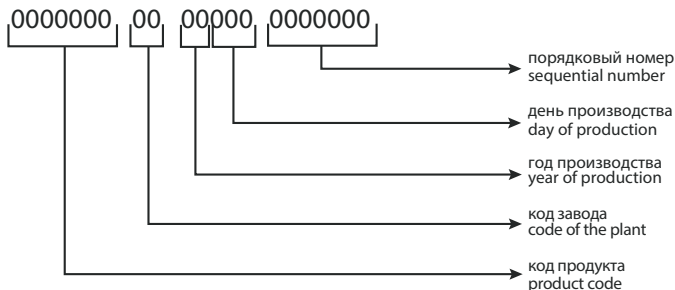 0000000 00 00000 0000000
порядковый номер
sequential number
день производства
day of production
год производства
year of production
код завода
code of the plant
код продукта
product code